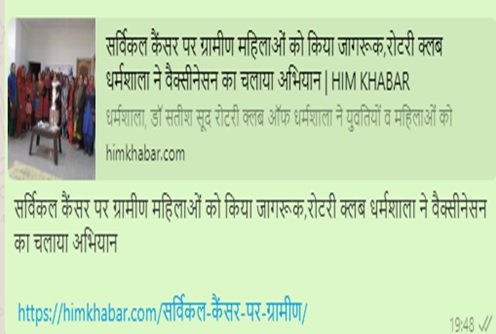 सर्विकल कैंसर पर ग्रामीण महिलाओं को किया जागरूक,रोटरी क्लब
धर्मशाला ने वैक्सीनेसन का चलाया अभियान | HIM KHABAR
धर्मशाला, डॉ सतीश सूद रोटरी क्लब ऑफ धर्मशाला ने युवतियों व महिलाओं को
himkhabar.com
सर्विकल कैंसर पर ग्रामीण महिलाओं को किया जागरूक,रोटरी क्लब धर्मशाला ने वैक्सीनेसन
का चलाया अभियान
https://himkhabar.com/सर्विकल-कैंसर-पर-ग्रामीण/
19:48